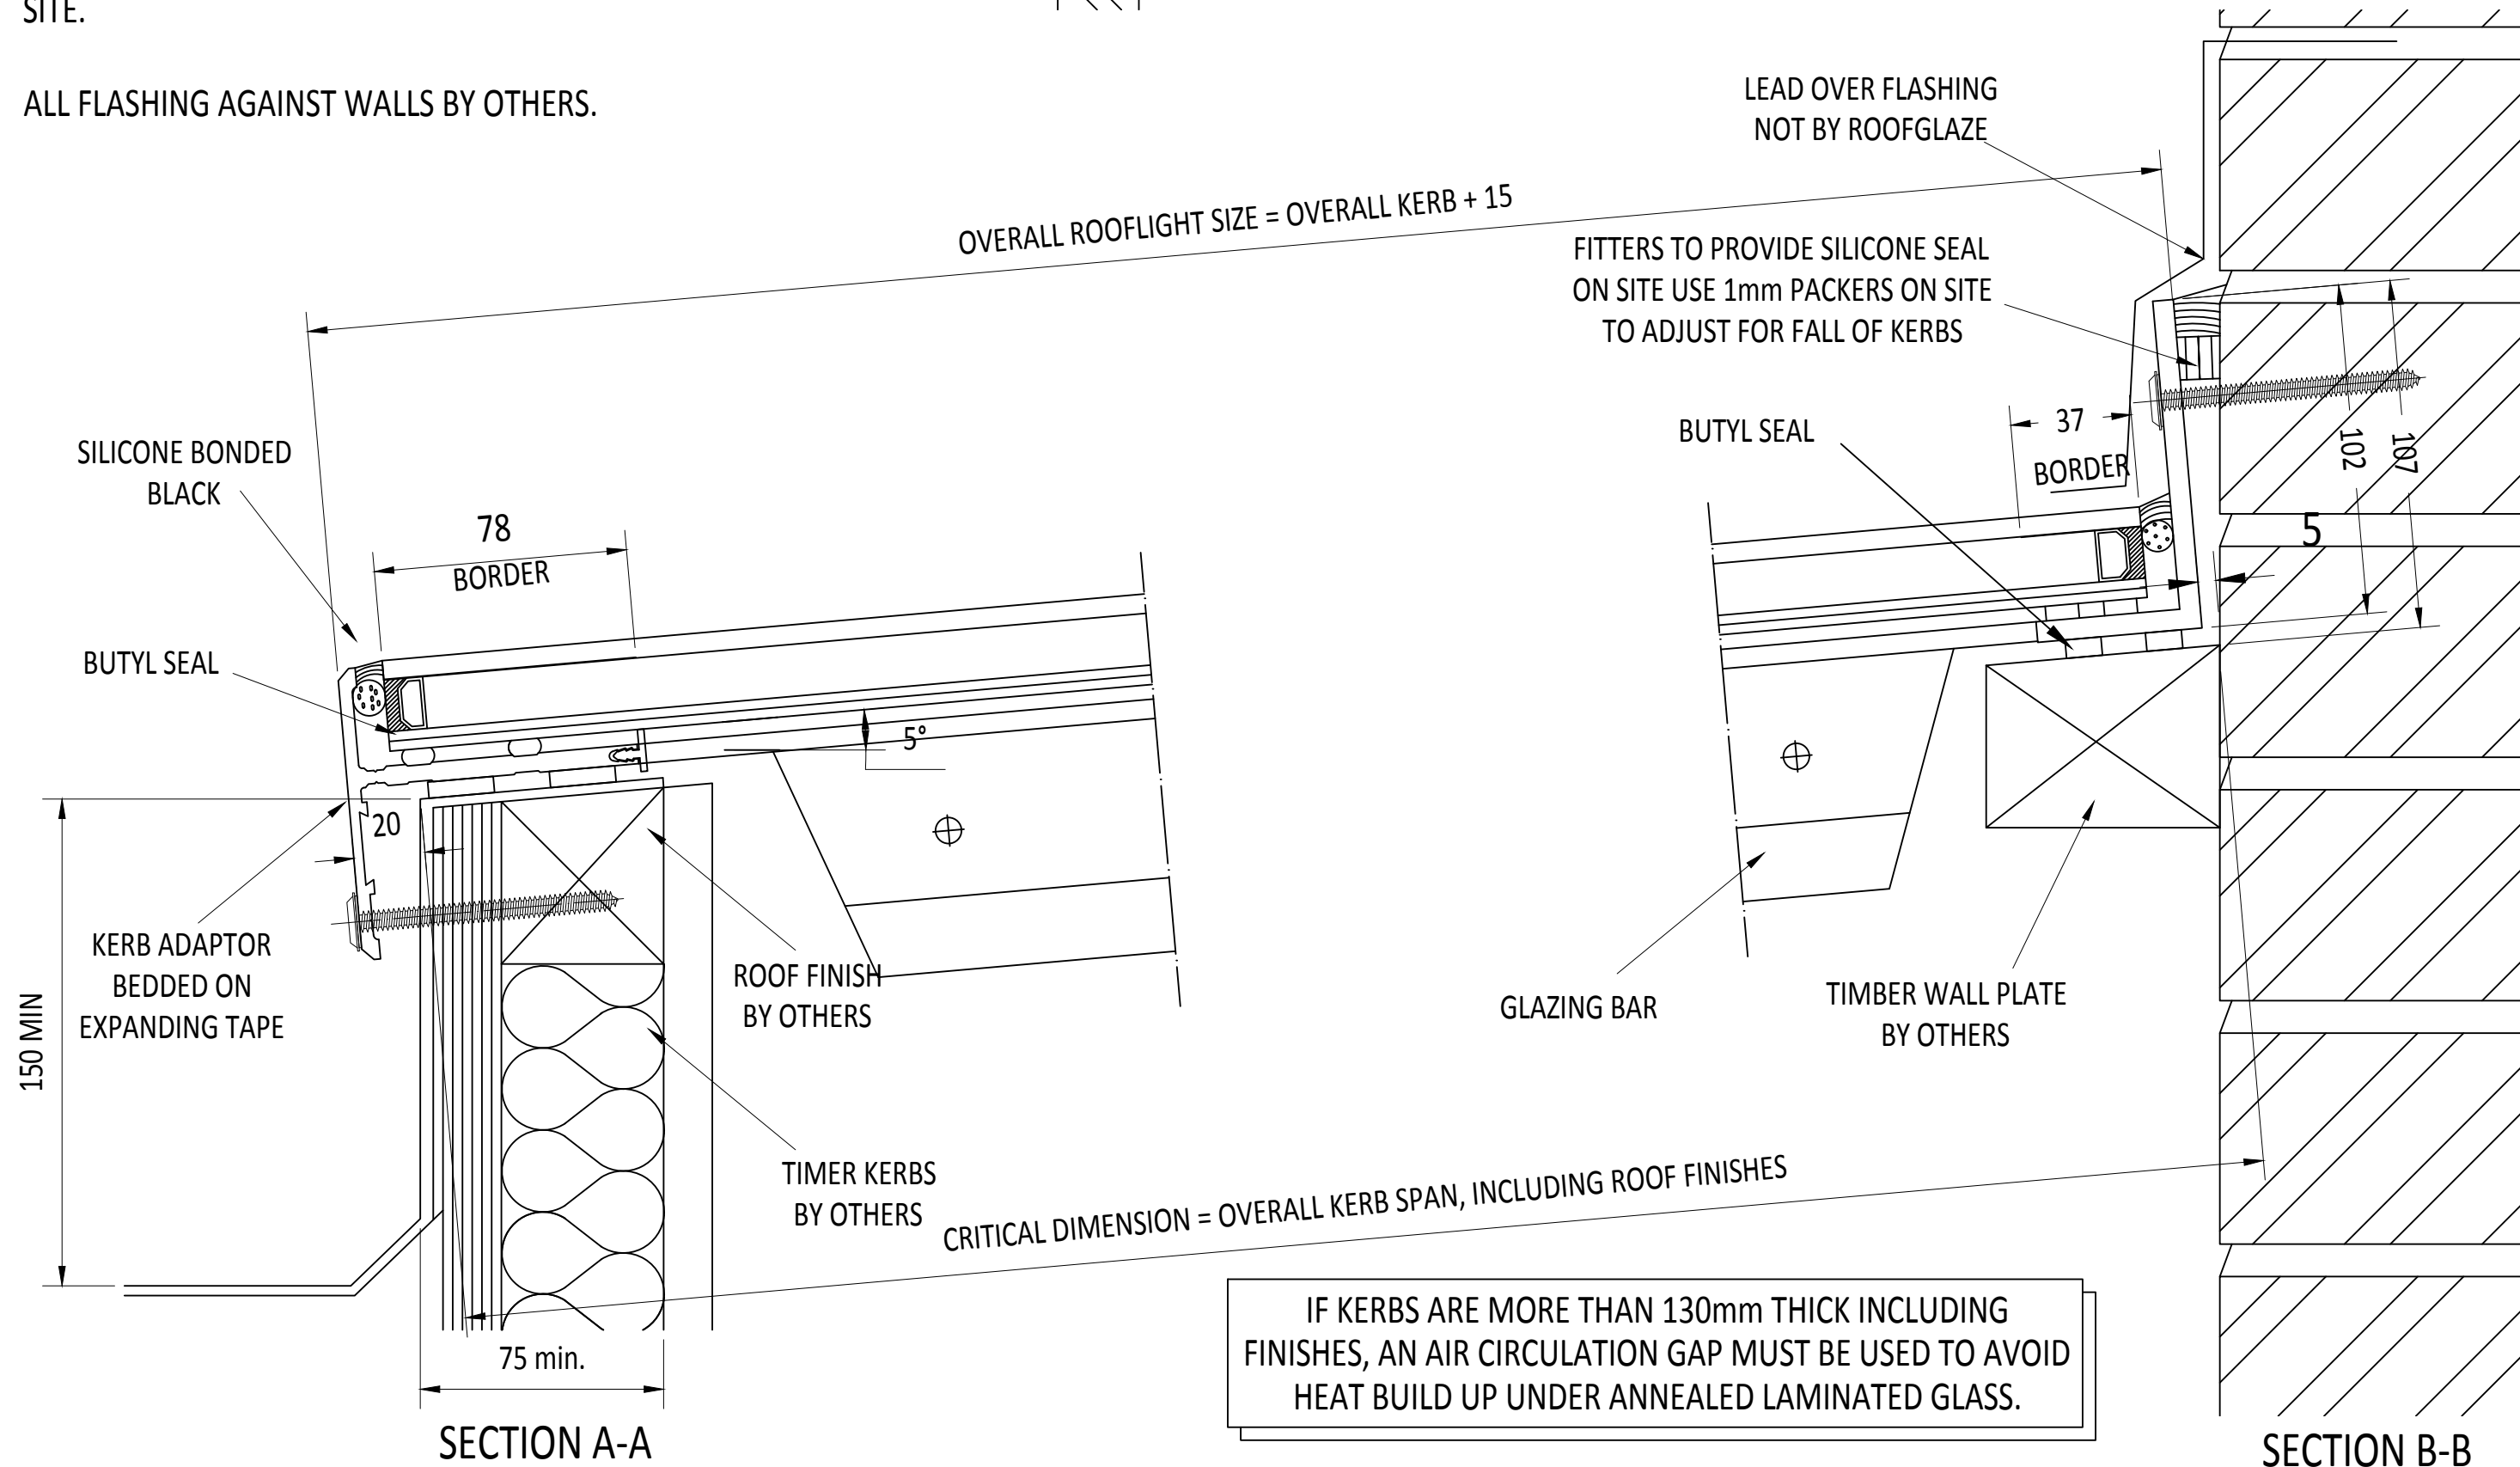 SITE.
ALL FLASHING AGAINST WALLS BY OTHERS.
LEAD OVER FLASHING
NOT BY ROOFGLAZE
OVERALL ROOFLIGHT SIZE = OVERALL KERB + 15
FITTERS TO PROVIDE SILICONE SEAL
ON SITE USE 1mm PACKERS ON SITE
TO ADJUST FOR FALL OF KERBS
SILICONE BONDED
BLACK
78
BORDER
BUTYL SEAL
37
BORDER
102
107
5
BUTYL SEAL
5°
20
150 MIN
KERB ADAPTOR
BEDDED ON
EXPANDING TAPE
ROOF FINISH
BY OTHERS
GLAZING BAR
TIMBER WALL PLATE
BY OTHERS
TIMER KERBS
BY OTHERS
CRITICAL DIMENSION = OVERALL KERB SPAN, INCLUDING ROOF FINISHES
75 min.
IF KERBS ARE MORE THAN 130mm THICK INCLUDING
FINISHES, AN AIR CIRCULATION GAP MUST BE USED TO AVOID
HEAT BUILD UP UNDER ANNEALED LAMINATED GLASS.
SECTION A-A
SECTION B-B